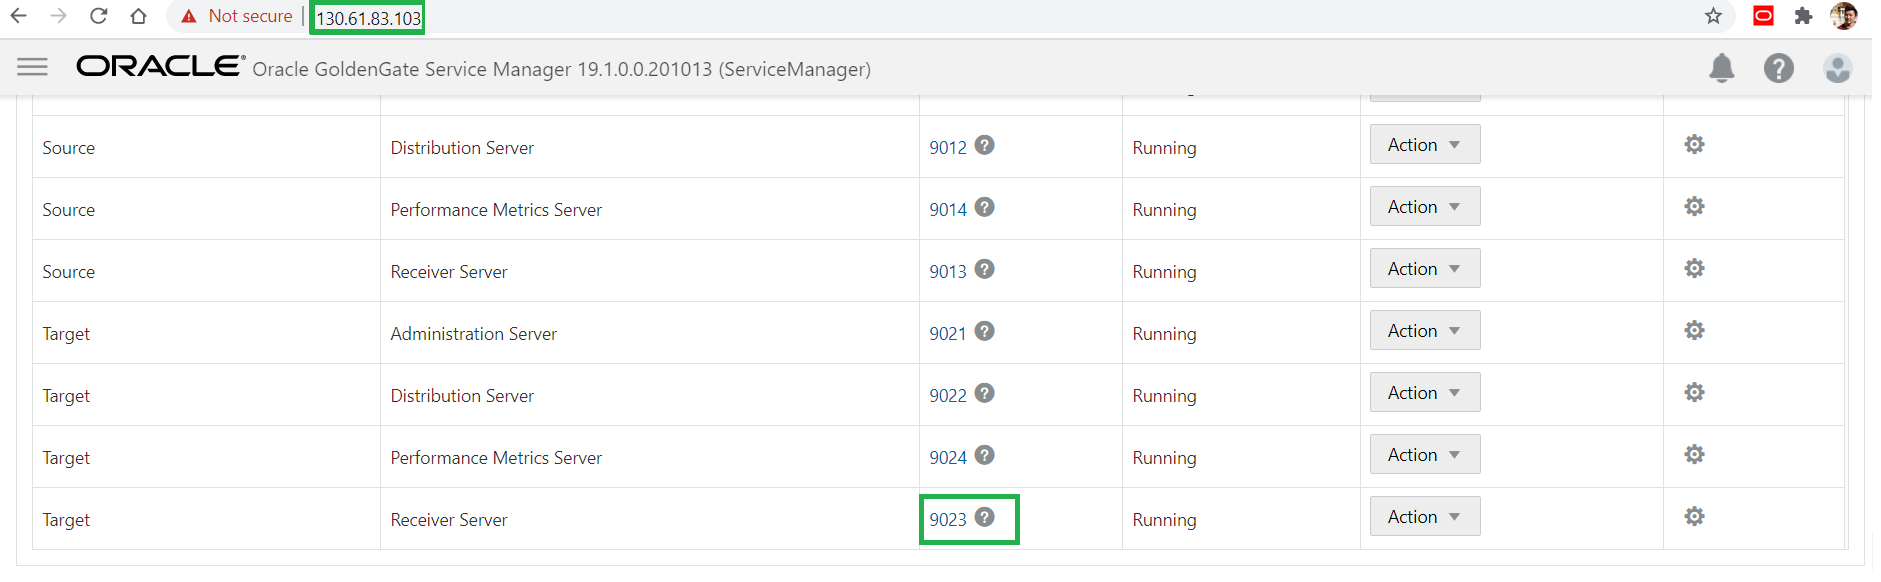 Not secure 130.61.83.103
ORACLE Oracle GoldenGate Service Manager 19.1.0.0.201013 (ServiceManager)
Source Distribution Server 9012 ? Running Action
Source Performance Metrics Server 9014 ? Running Action
Source Receiver Server 9013 ? Running Action
Target Administration Server 9021 ? Running Action
Target Distribution Server 9022 ? Running Action
Target Performance Metrics Server 9024 ? Running Action
Target Receiver Server 9023 ? Running Action